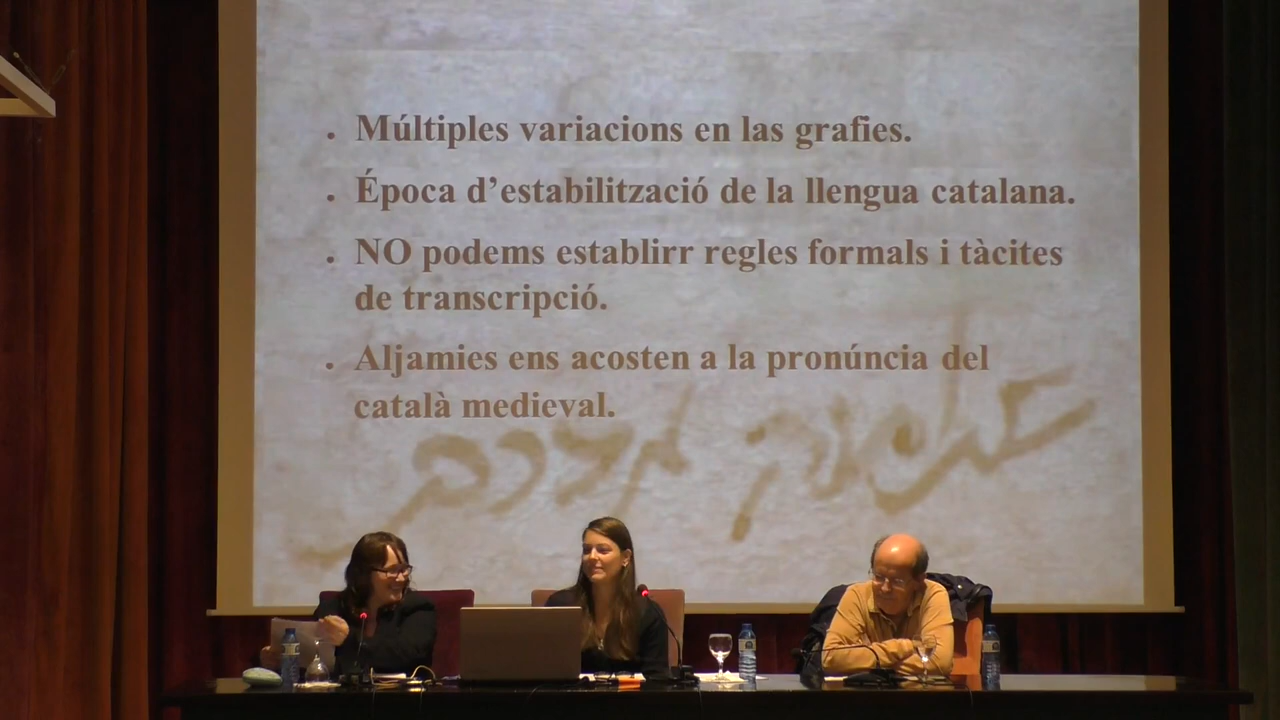 . Múltiples variacions en las grafies.
. Època d'estabilització de la llengua catalana.
. NO podems establirr regles formals i tàcites
de transcripció.
. Aljamies ens acosten a la pronúncia del
català medieval.